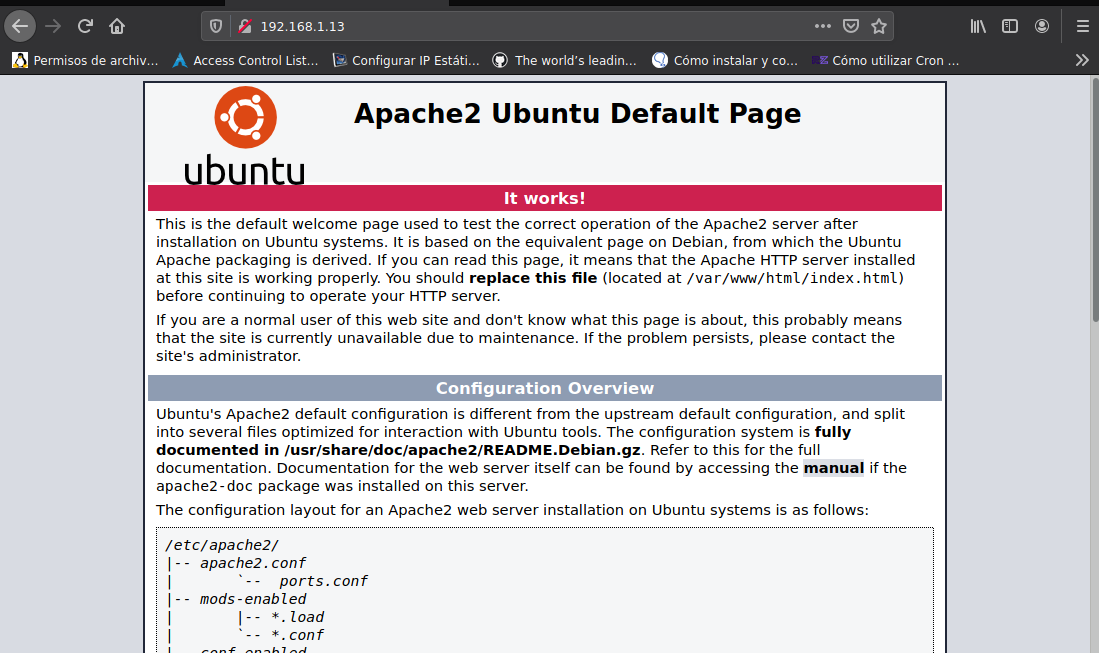 192.168.1.13
Permisos de archiv... Access Control List... Configurar IP Estáti... The world's leadin... Cómo instalar y co... Cómo utilizar Cron ...
ubuntu
Apache2 Ubuntu Default Page
It works!
This is the default welcome page used to test the correct operation of the Apache2 server after
installation on Ubuntu systems. It is based on the equivalent page on Debian, from which the Ubuntu
Apache packaging is derived. If you can read this page, it means that the Apache HTTP server installed
at this site is working properly. You should replace this file (located at /var/www/html/index.html)
before continuing to operate your HTTP server.
If you are a normal user of this web site and don't know what this page is about, this probably means
that the site is currently unavailable due to maintenance. If the problem persists, please contact the
site's administrator.
Configuration Overview
Ubuntu's Apache2 default configuration is different from the upstream default configuration, and split
into several files optimized for interaction with Ubuntu tools. The configuration system is fully
documented in /usr/share/doc/apache2/README.Debian.gz. Refer to this for the full
documentation. Documentation for the web server itself can be found by accessing the manual if the
apache2-doc package was installed on this server.
The configuration layout for an Apache2 web server installation on Ubuntu systems is as follows:
/etc/apache2/
|-- apache2.conf
|       `--  ports.conf
|-- mods-enabled
|       |-- *.load
|       `-- *.conf
|-- conf-enabled